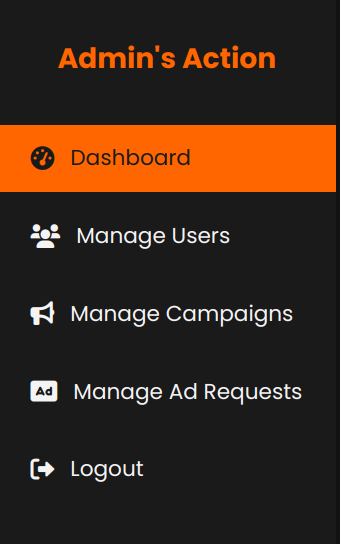 Admin's Action
Dashboard
Manage Users
Manage Campaigns
Ad Manage Ad Requests
Logout